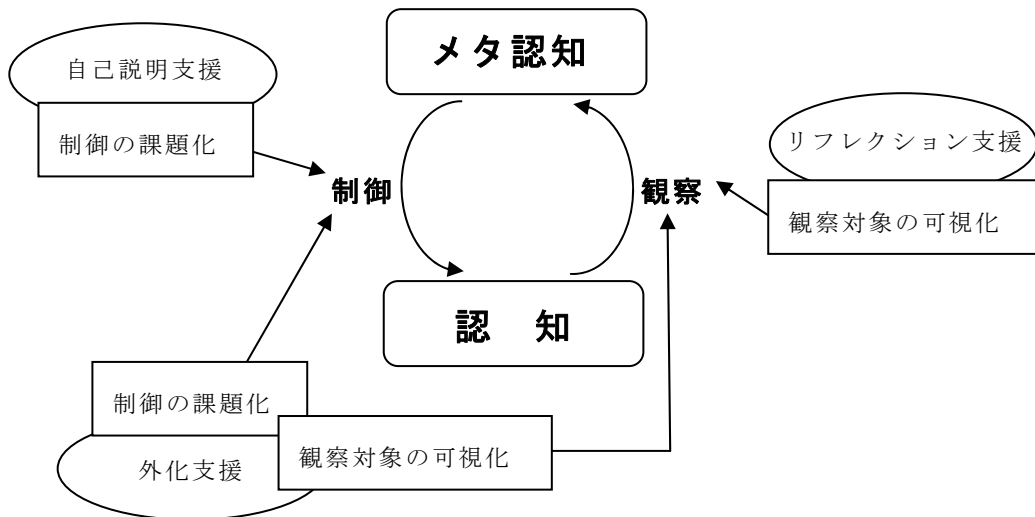 メタ認知
自己説明支援
制御の課題化
リフレクション支援
制御
観察
観察対象の可視化
認 知
制御の課題化
観察対象の可視化
外化支援